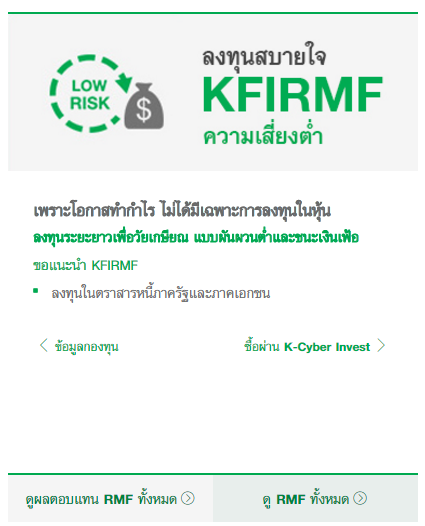 LOW
RISK
$
ลงทุนสบายใจ
KFIRMF
ความเสี่ยงต่ำ
เพราะโอกาสทำกำไร ไม่ได้มีเฉพาะการลงทุนในหุ้น
ลงทุนระยะยาวเพื่อวัยเกษียณ แบบผันผวนต่ำและชนะเงินเฟ้อ
ขอแนะนำ KFIRMF
ลงทุนในตราสารหนี้ภาครัฐและภาคเอกชน
ข้อมูลกองทุน
ซื้อผ่าน K-Cyber Invest
ดูผลตอบแทน RMF ทั้งหมด
ดู RMF ทั้งหมด